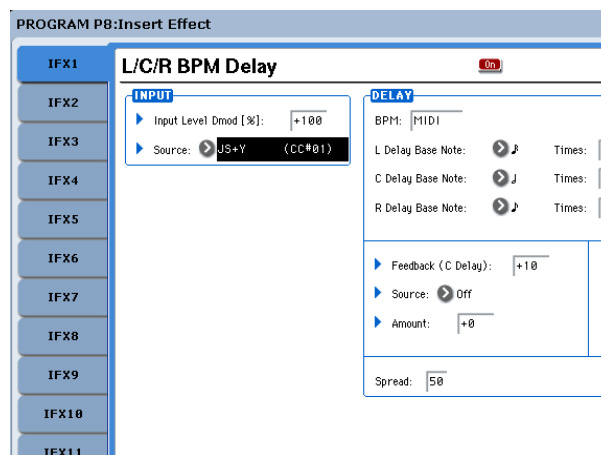 PROGRAM P8:Insert Effect
IFX1
IFX2
IFX3
IFX4
IFX5
IFX6
IFX7
IFX8
IFX9
IFX10
IFX11
L/C/R BPM Delay
On
INPUT
Input Level Dmod [%]: +100
Source: JS+Y (CC#01)
DELAY
BPM: MIDI
L Delay Base Note: ♪ Times:
C Delay Base Note: ♩ Times:
R Delay Base Note: ♪ Times:
Feedback (C Delay): +10
Source: Off
Amount: +0
Spread: 50